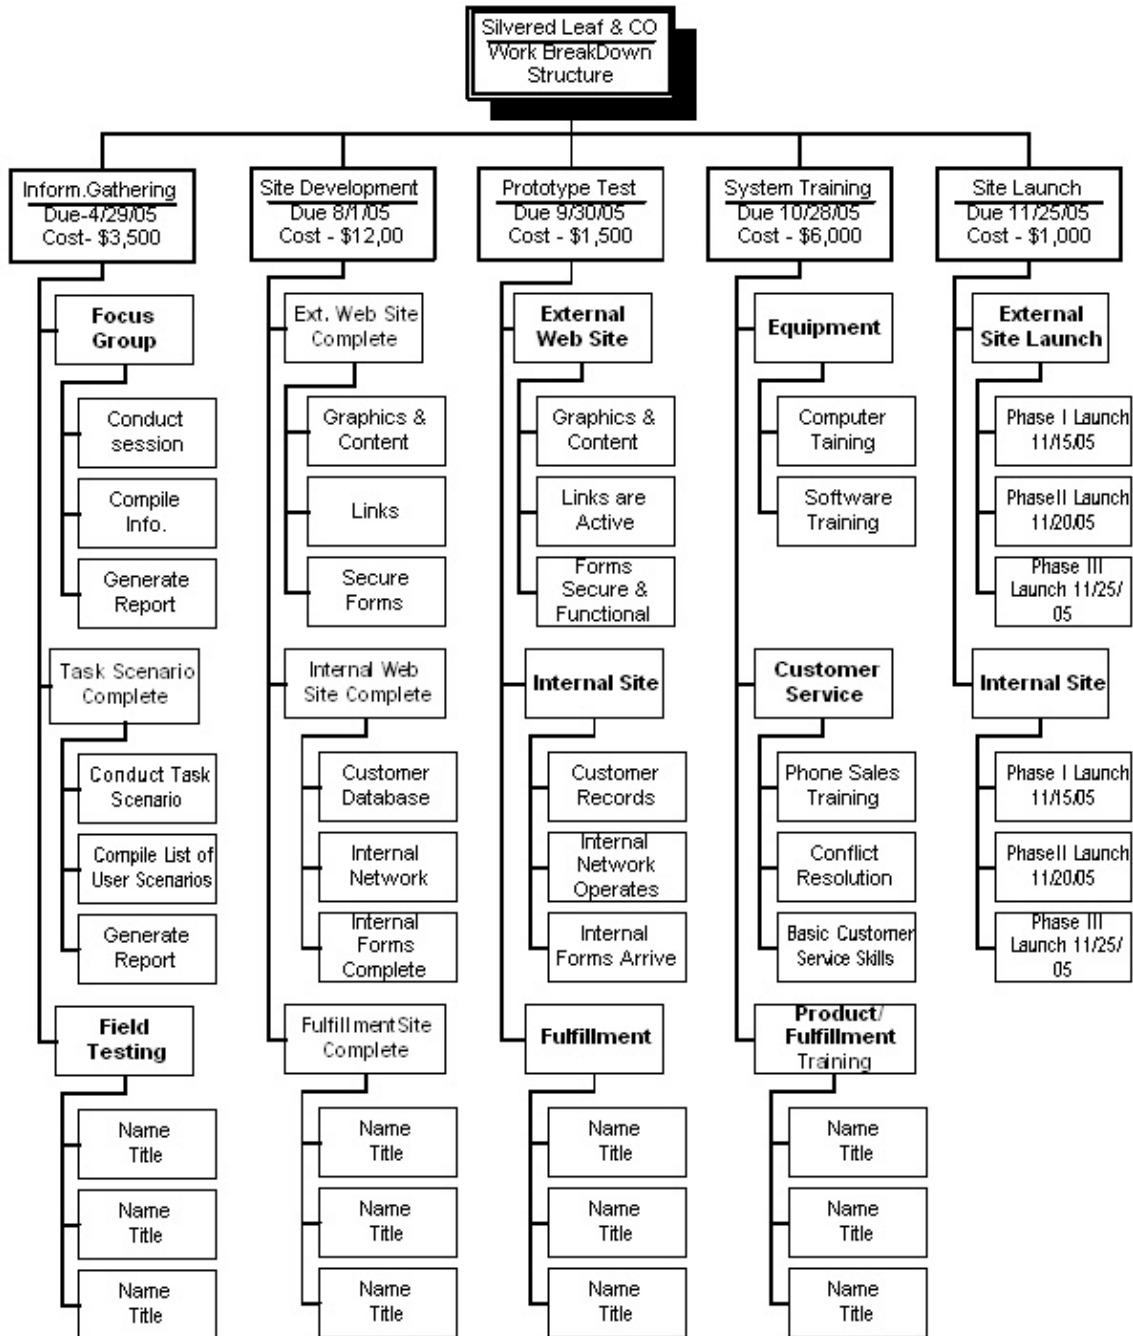 Silvered Leaf & CO
Work BreakDown
Structure
Inform.Gathering
Due-4/29/05
Cost- $3,500
Focus
Group
Conduct
session
Compile
Info.
Generate
Report
Task Scenario
Complete
Conduct Task
Scenario
Compile List of
User Scenarios
Generate
Report
Field
Testing
Name
Title
Name
Title
Name
Title
Site Development
Due 8/1/05
Cost - $12,00
Ext. Web Site
Complete
Graphics &
Content
Links
Secure
Forms
Internal Web
Site Complete
Customer
Database
Internal
Network
Internal
Forms
Complete
Fulfillment Site
Complete
Name
Title
Name
Title
Name
Title
Prototype Test
Due 9/30/05
Cost - $1,500
External
Web Site
Graphics &
Content
Links are
Active
Forms
Secure &
Functional
Internal Site
Customer
Records
Internal
Network
Operates
Internal
Forms Arrive
Fulfillment
Name
Title
Name
Title
Name
Title
System Training
Due 10/28/05
Cost - $6,000
Equipment
Computer
Taining
Software
Training
Customer
Service
Phone Sales
Training
Conflict
Resolution
Basic Customer
Service Skills
Product/
Fulfillment
Training
Name
Title
Name
Title
Name
Title
Site Launch
Due 11/25/05
Cost - $1,000
External
Site Launch
Phase I Launch
11/15/05
PhaseII Launch
11/20/05
Phase III
Launch 11/25/
05
Internal Site
Phase I Launch
11/15/05
PhaseII Launch
11/20/05
Phase III
Launch 11/25/
05